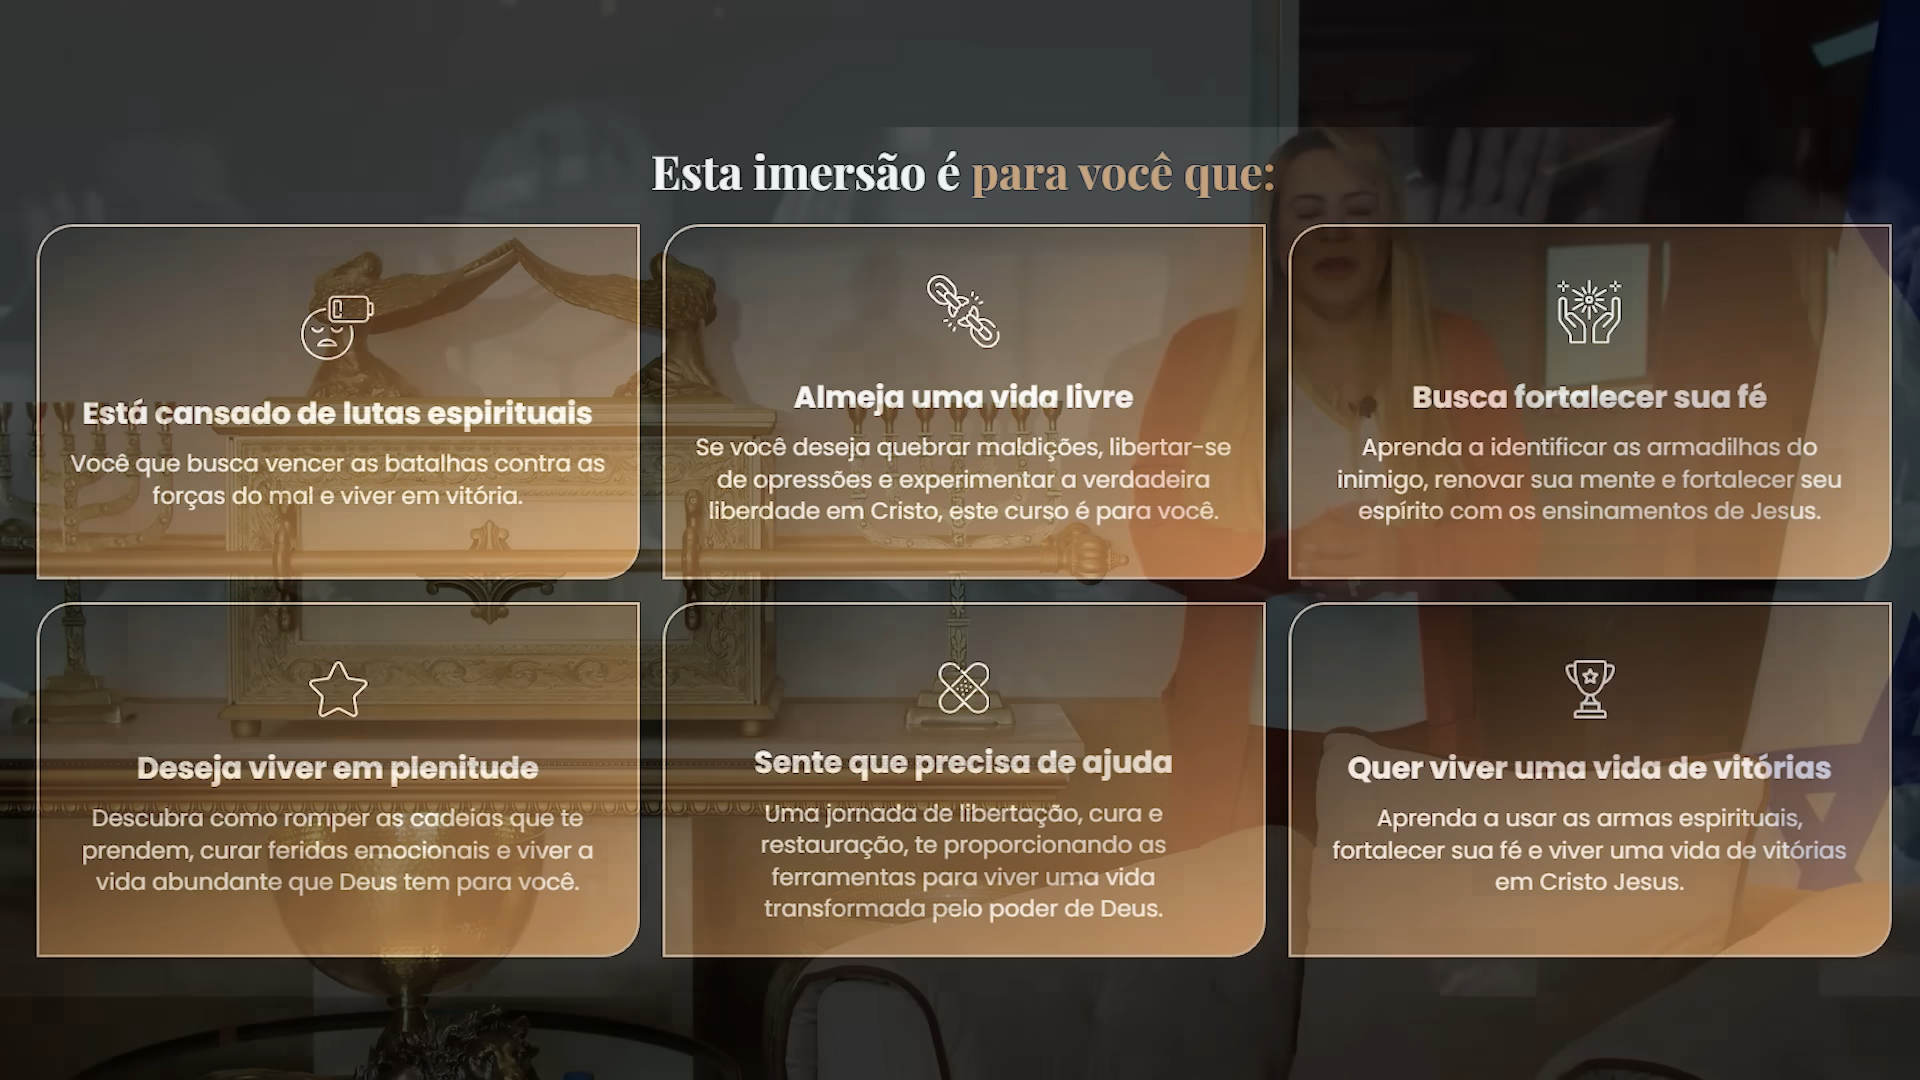 Esta imersão é para você que:
Está cansado de lutas espirituais
Você que busca vencer as batalhas contra as
forças do mal e viver em vitória.
Almeja uma vida livre
Se você deseja quebrar maldições, libertar-se
de opressões e experimentar a verdadeira
liberdade em Cristo, este curso é para você.
Busca fortalecer sua fé
Aprenda a identificar as armadilhas do
inimigo, renovar sua mente e fortalecer seu
espírito com os ensinamentos de Jesus.
Deseja viver em plenitude
Descubra como romper as cadeias que te
prendem, curar feridas emocionais e viver a
vida abundante que Deus tem para você.
Sente que precisa de ajuda
Uma jornada de libertação, cura e
restauração, te proporcionando as
ferramentas para viver uma vida
transformada pelo poder de Deus.
Quer viver uma vida de vitórias
Aprenda a usar as armas espirituais,
fortalecer sua fé e viver uma vida de vitórias
em Cristo Jesus.